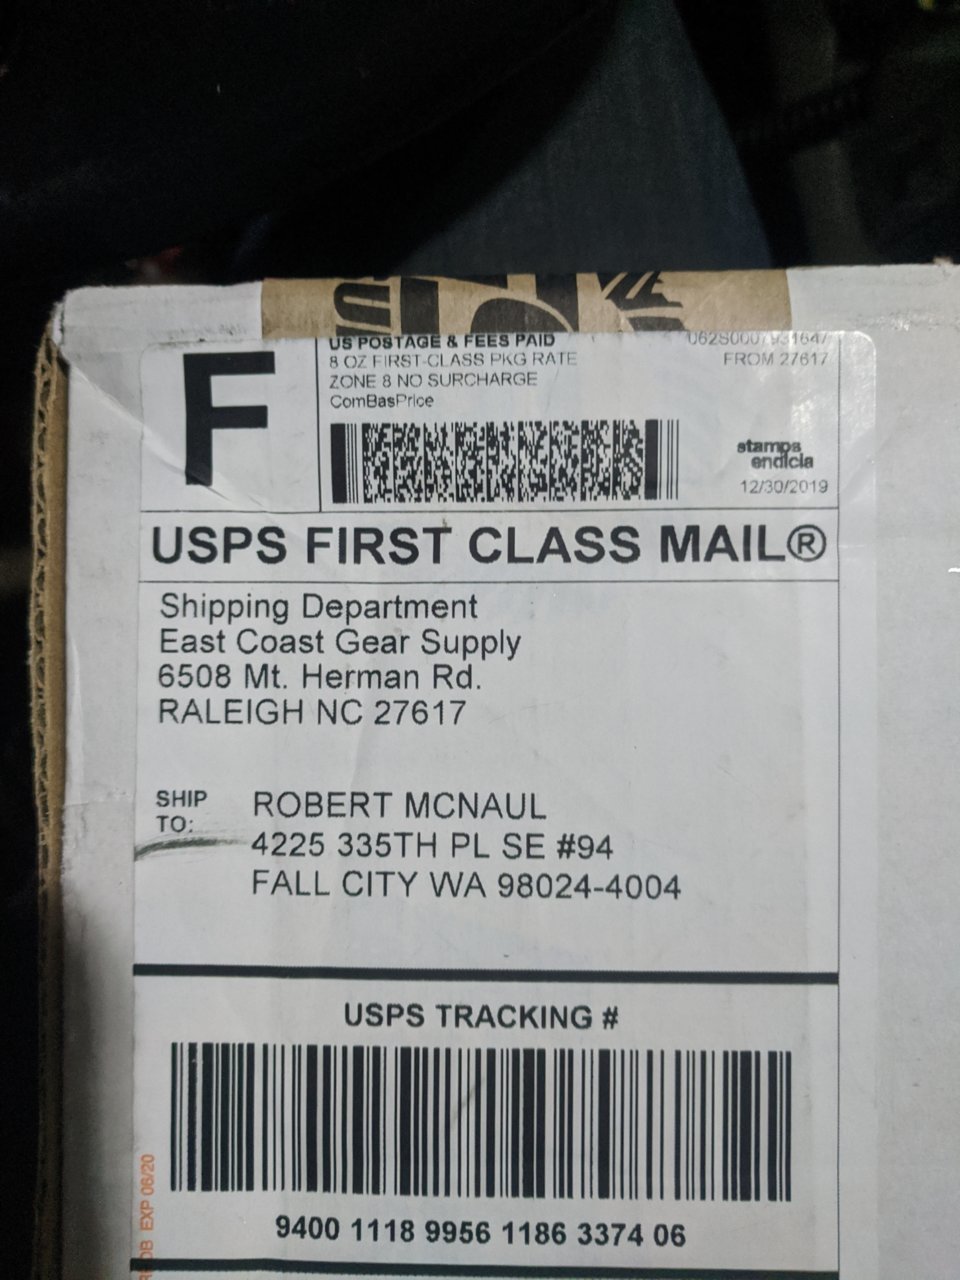 F
US POSTAGE & FEES PAID
8 OZ FIRST-CLASS PKG RATE
ZONE 8 NO SURCHARGE
ComBasPrice
062S0007931647
FROM 27617
stamps
endicia
12/30/2019
USPS FIRST CLASS MAIL®
Shipping Department
East Coast Gear Supply
6508 Mt. Herman Rd.
RALEIGH NC 27617
SHIP
TO:
ROBERT MCNAUL
4225 335TH PL SE #94
FALL CITY WA 98024-4004
USPS TRACKING #
9400 1118 9956 1186 3374 06
EXP 06/20